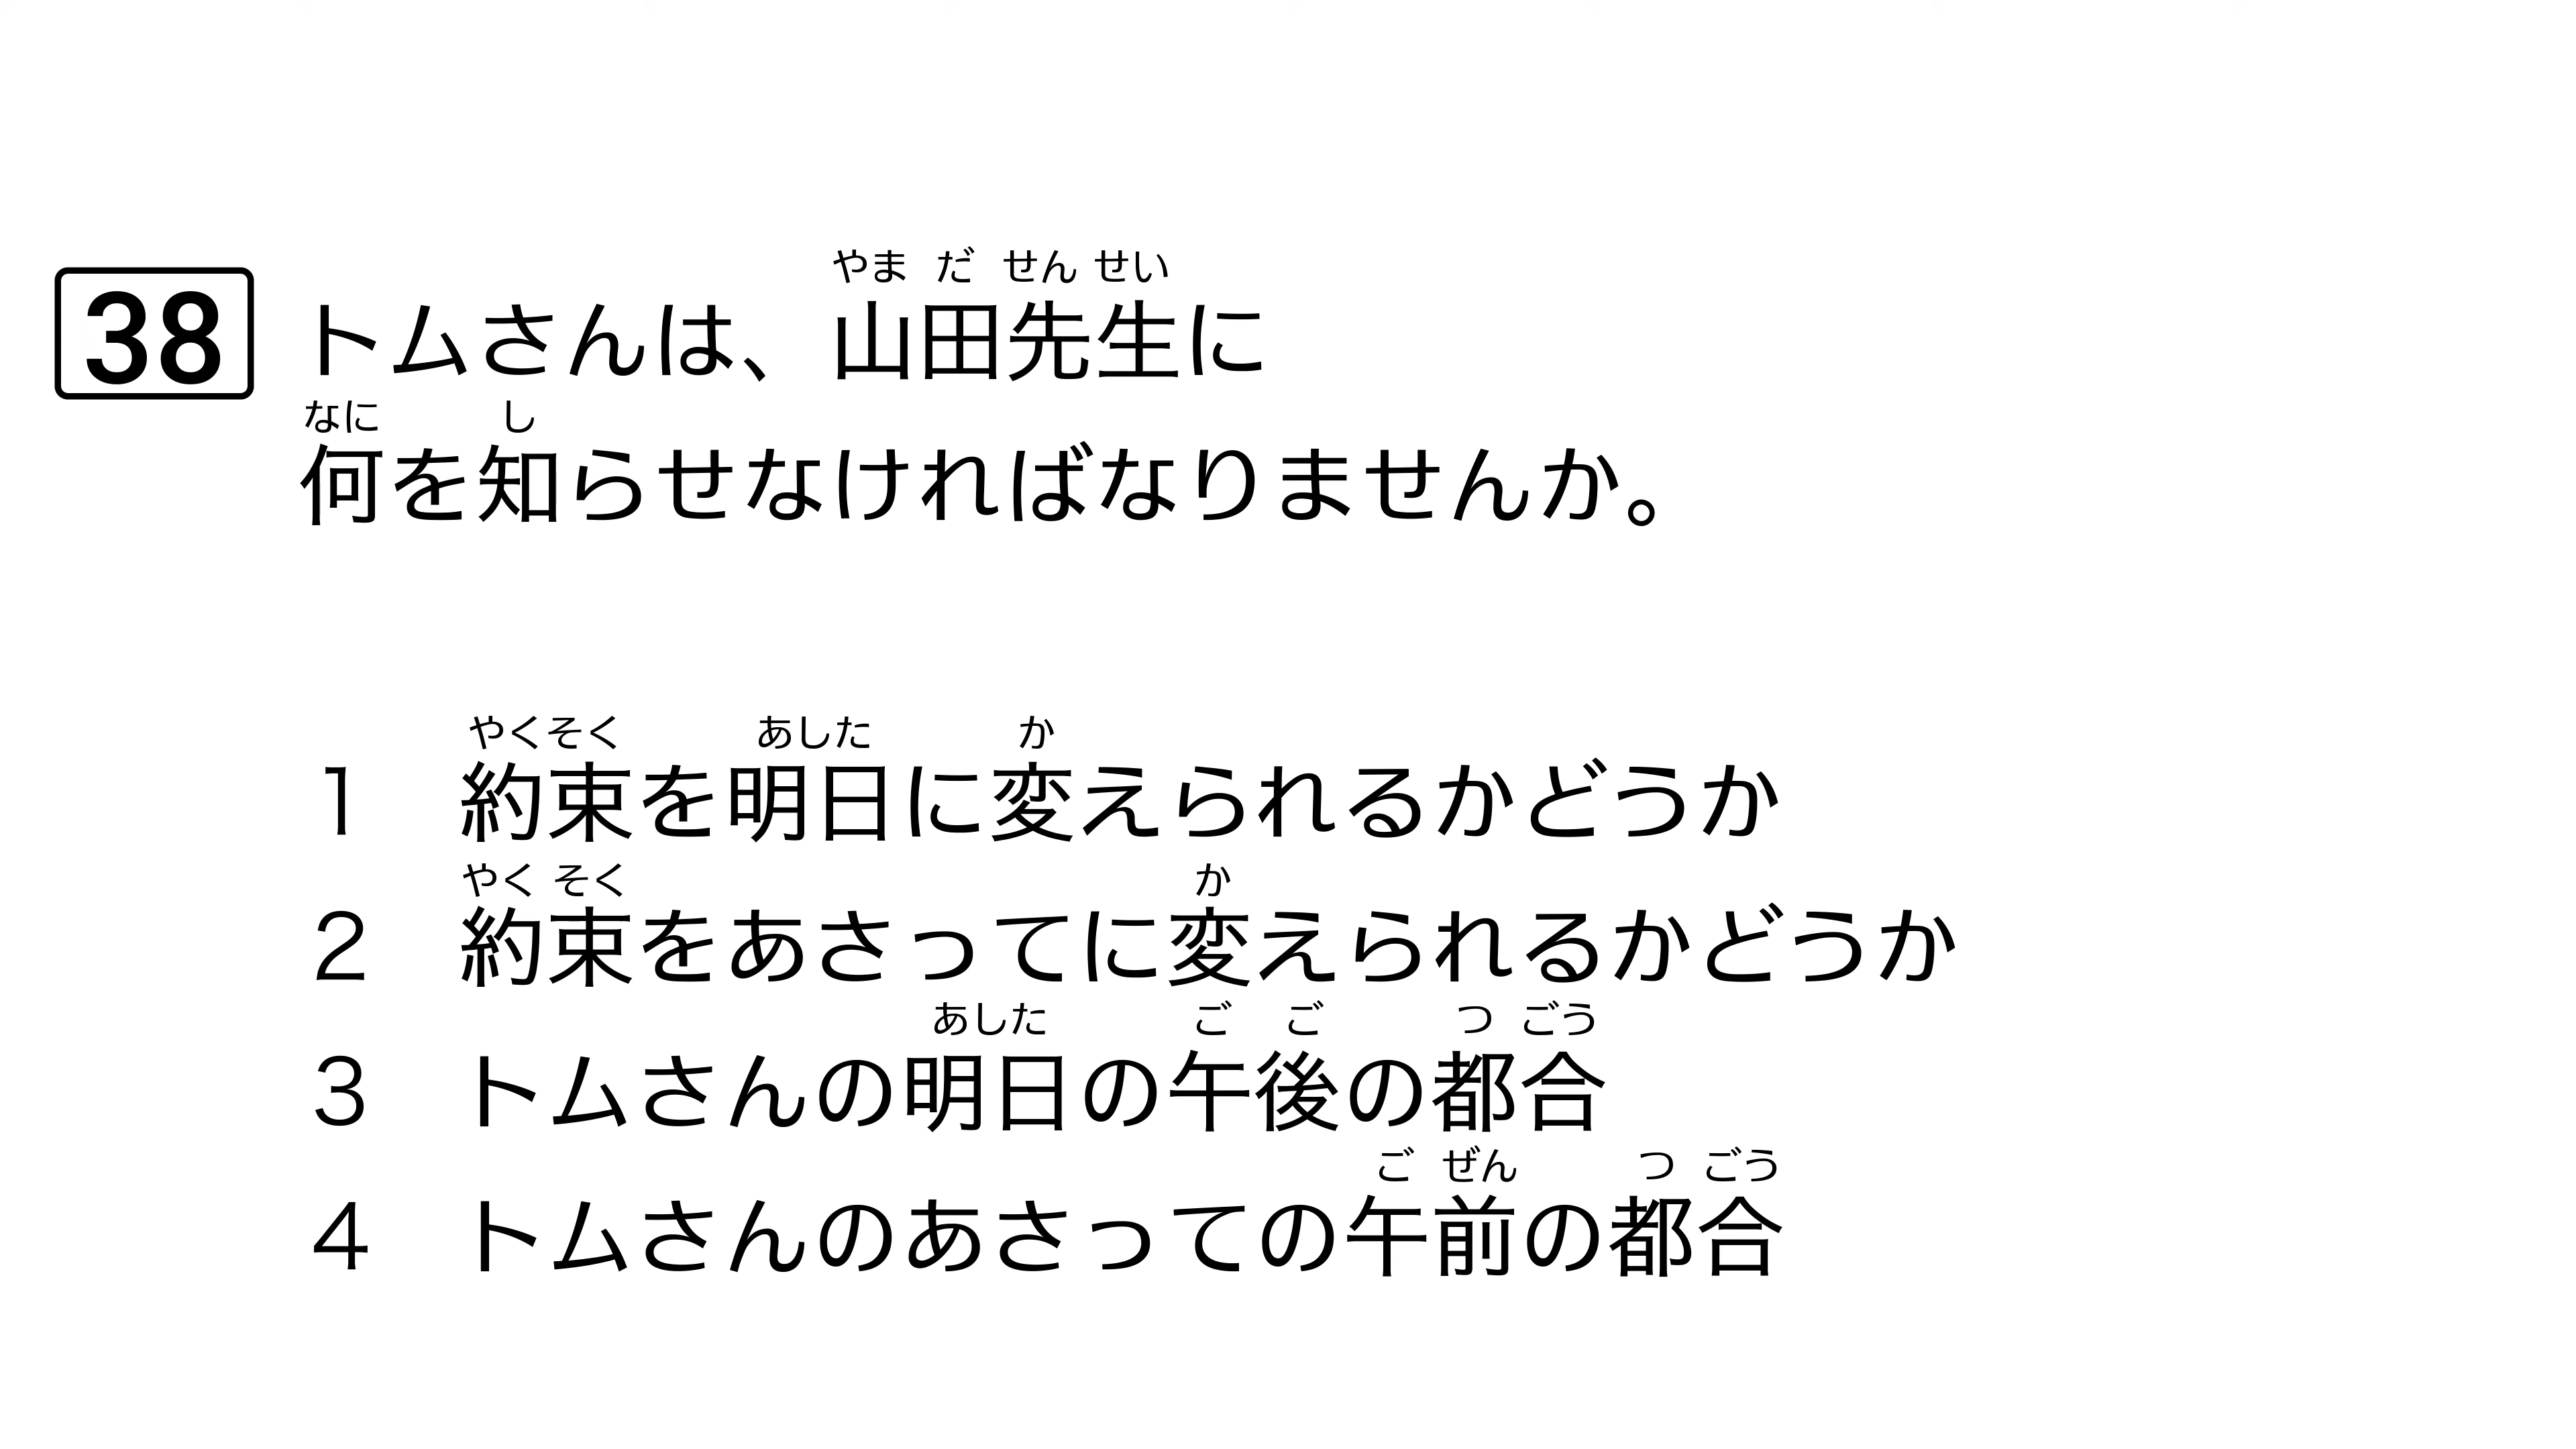 38 トムさんは、山田先生に
何を知らせなければなりませんか。
1 約束を明日に変えられるかどうか
2 約束をあさってに変えられるかどうか
3 トムさんの明日の午後の都合
4 トムさんのあさっての午前の都合